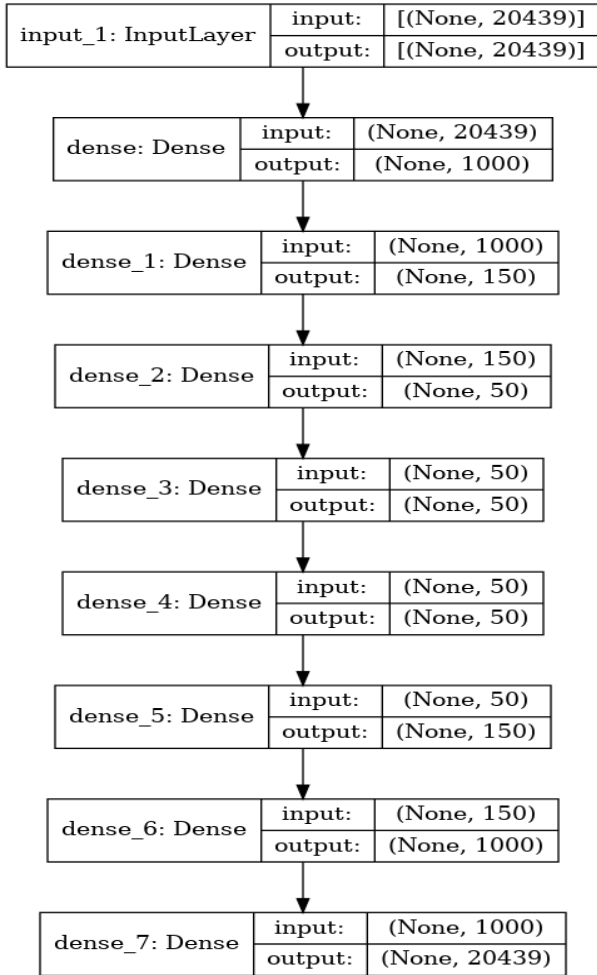 input_1: InputLayer
input: [(None, 20439)]
output: [(None, 20439)]
dense: Dense
input: (None, 20439)
output: (None, 1000)
dense_1: Dense
input: (None, 1000)
output: (None, 150)
dense_2: Dense
input: (None, 150)
output: (None, 50)
dense_3: Dense
input: (None, 50)
output: (None, 50)
dense_4: Dense
input: (None, 50)
output: (None, 50)
dense_5: Dense
input: (None, 50)
output: (None, 150)
dense_6: Dense
input: (None, 150)
output: (None, 1000)
dense_7: Dense
input: (None, 1000)
output: (None, 20439)